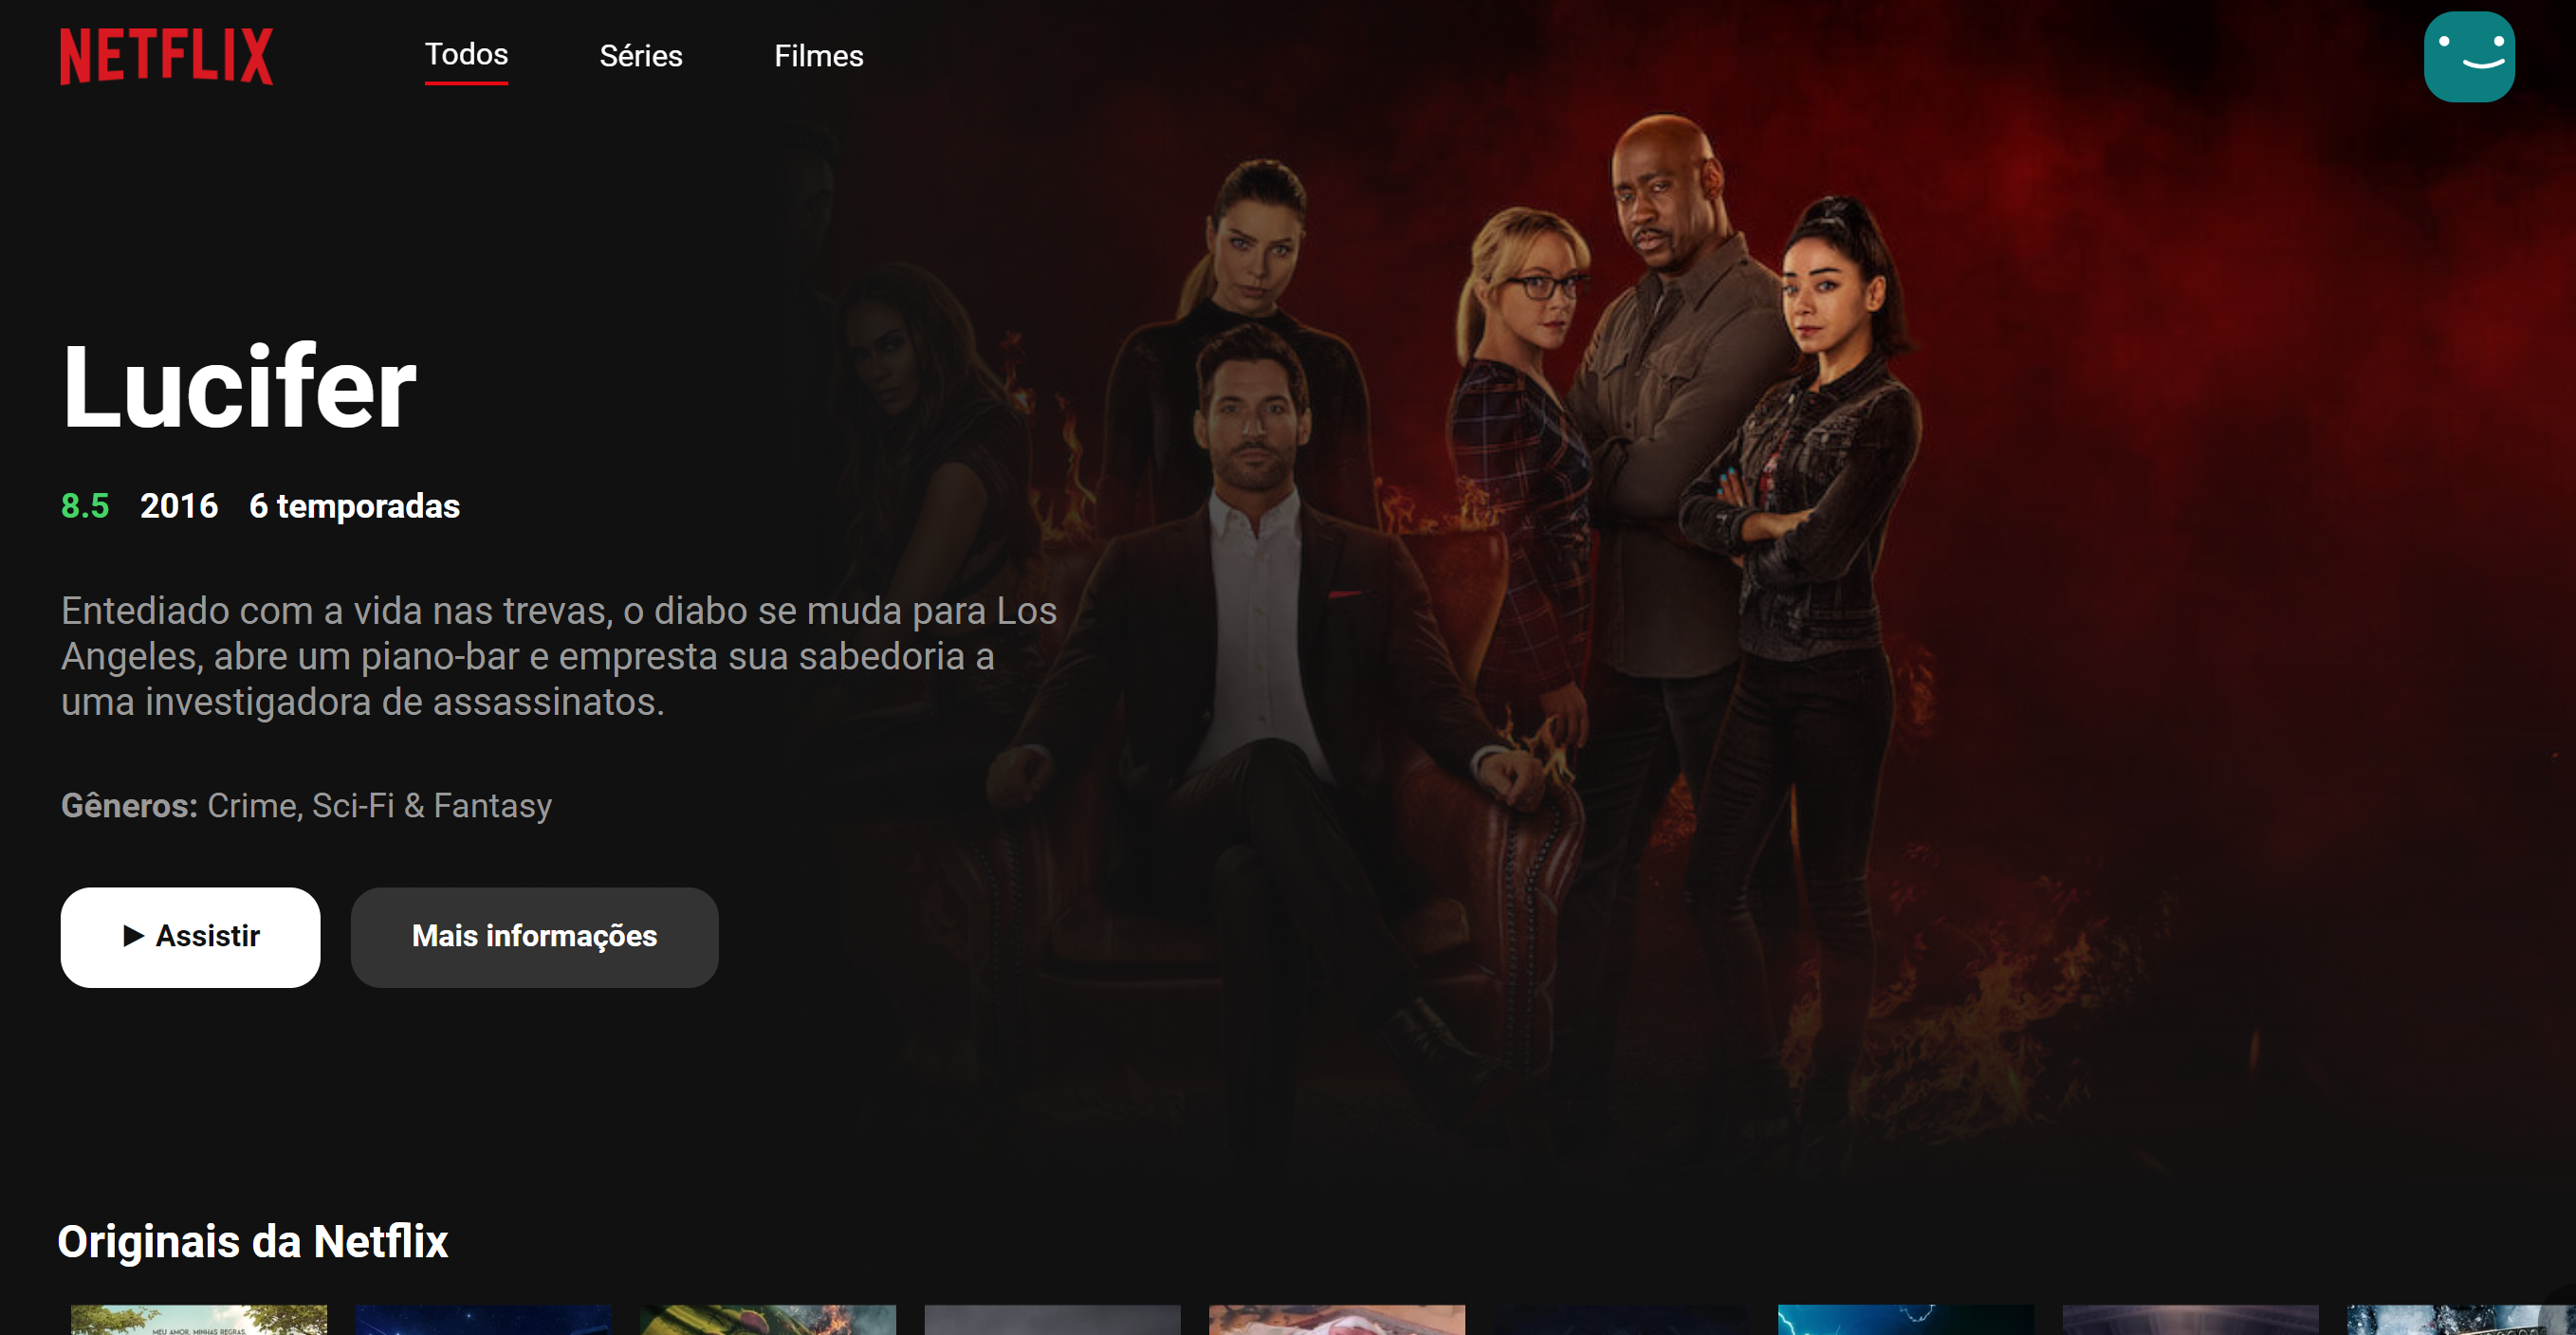 NETFLIX
Todos
Séries
Filmes
Lucifer
8.5 2016 6 temporadas
Entediado com a vida nas trevas, o diabo se muda para Los
Angeles, abre um piano-bar e empresta sua sabedoria a
uma investigadora de assassinatos.
Gêneros: Crime, Sci-Fi & Fantasy
Assistir
Mais informações
Originais da Netflix
MEU AMOR. MINHAS REGRAS.